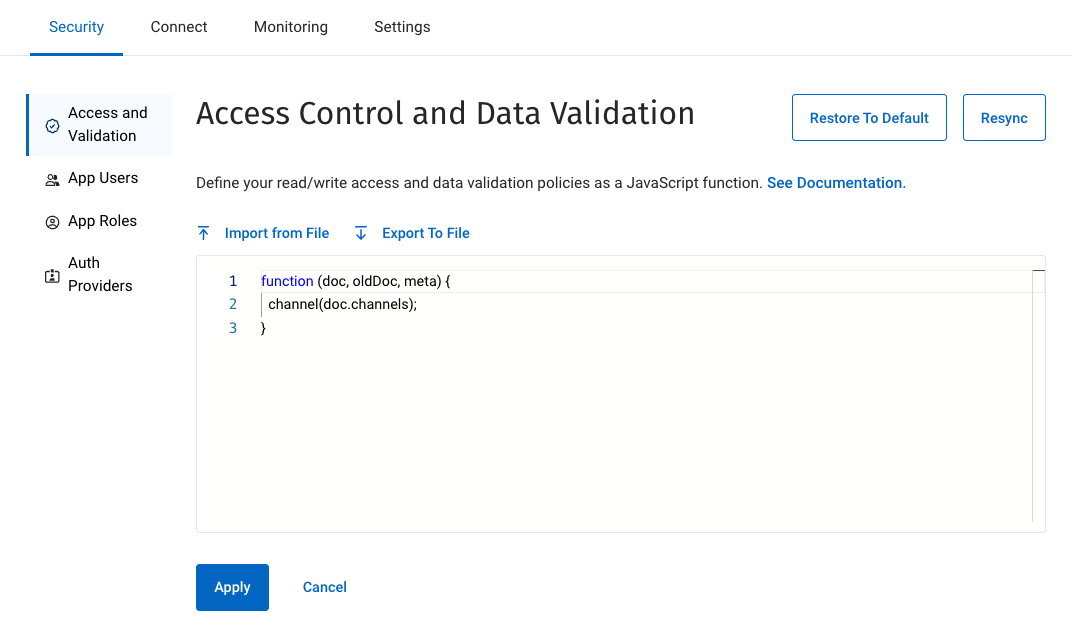 Security Connect Monitoring Settings
Access and
Validation
App Users
App Roles
Auth
Providers
Access Control and Data Validation
Restore To Default
Resync
Define your read/write access and data validation policies as a JavaScript function. See Documentation.
Import from File Export To File
1 function (doc, oldDoc, meta) {
2 channel(doc.channels);
3 }
Apply Cancel